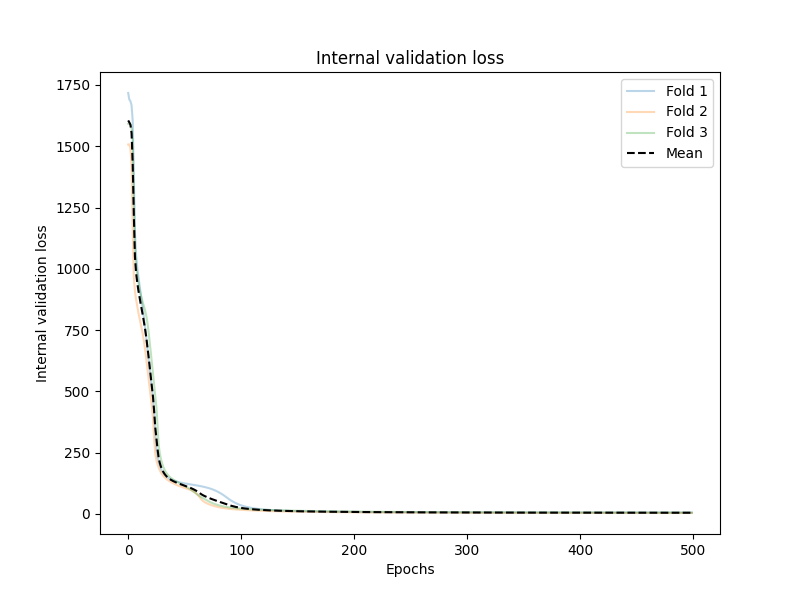 Internal validation loss
1750
1500
1250
1000
750
500
250
0
Internal validation loss
Fold 1
Fold 2
Fold 3
Mean
0 100 200 300 400 500
Epochs